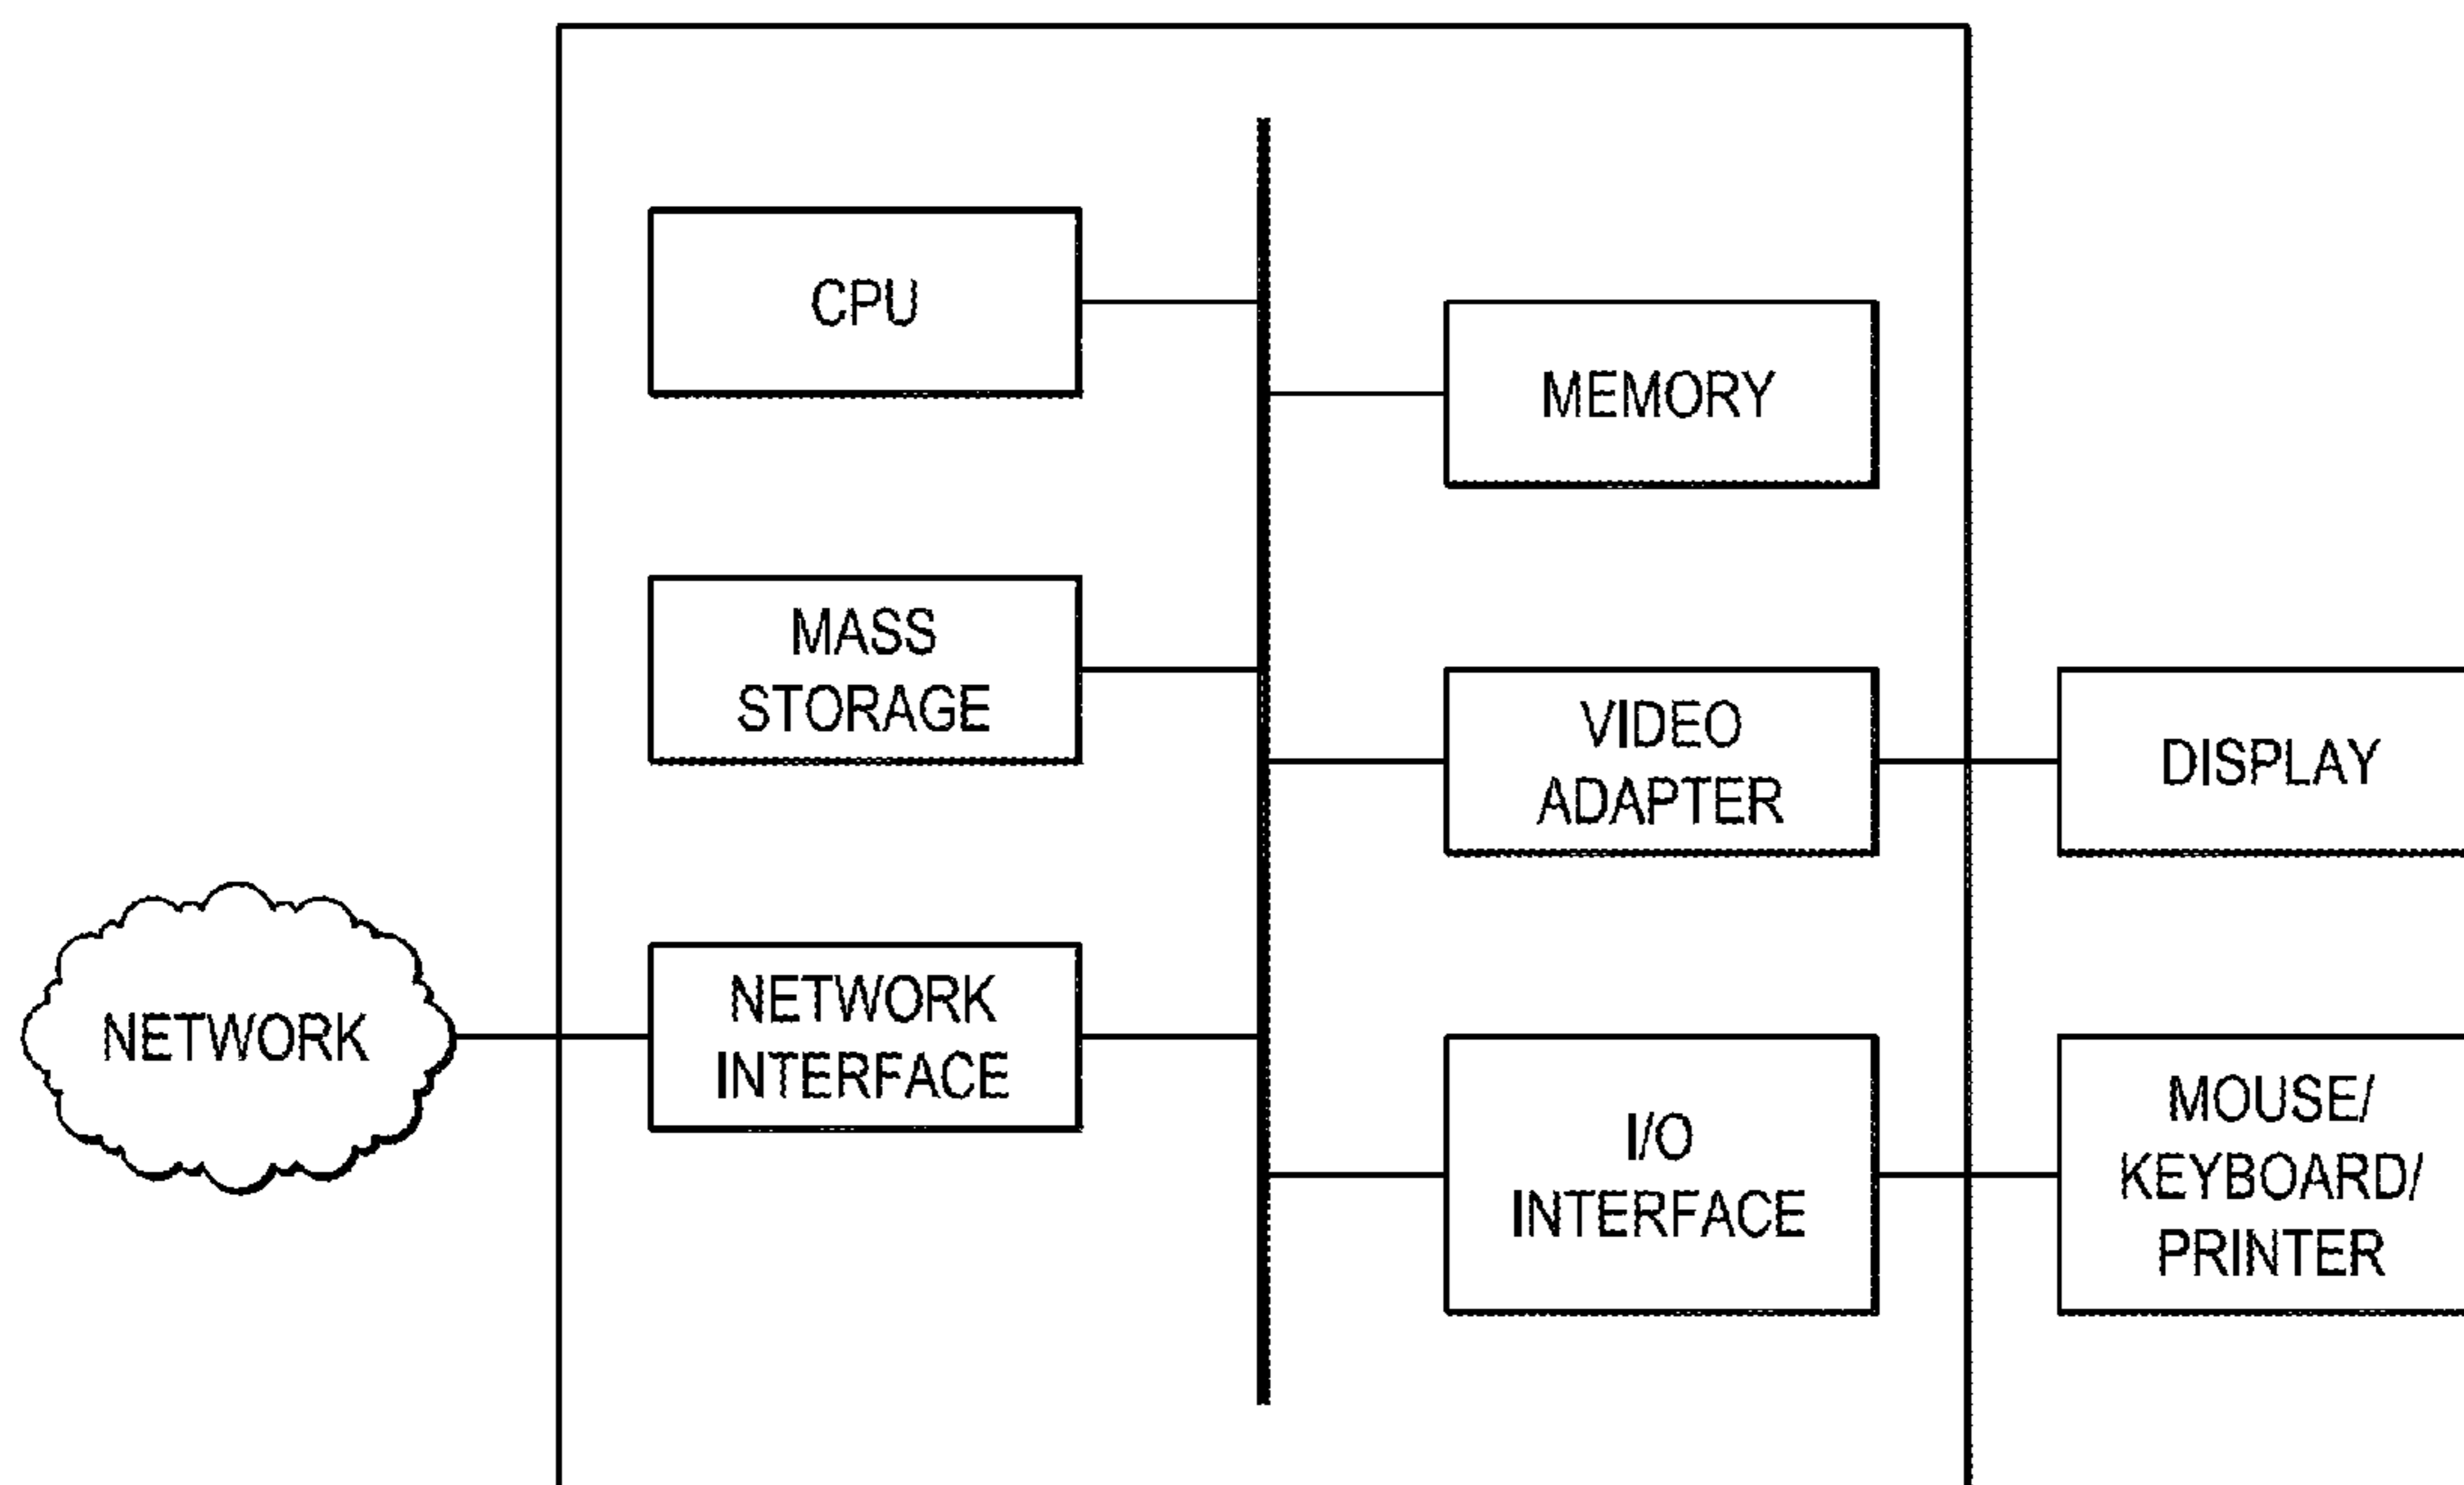 CPU
MEMORY
MASS
STORAGE
VIDEO
ADAPTER
DISPLAY
NETWORK
NETWORK
INTERFACE
I/O
INTERFACE
MOUSE/
KEYBOARD/
PRINTER